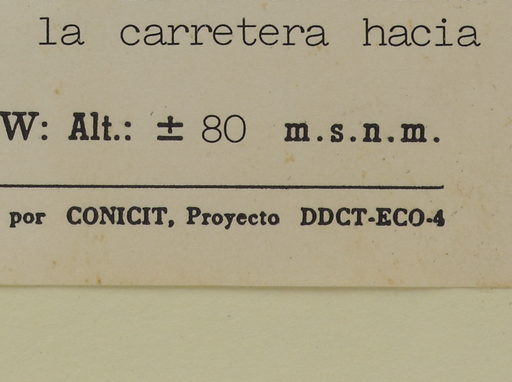 la carretera hacia
W: Alt.: ± 80 m.s.n.m.
por CONICIT, Proyecto DDCT-ECO-4